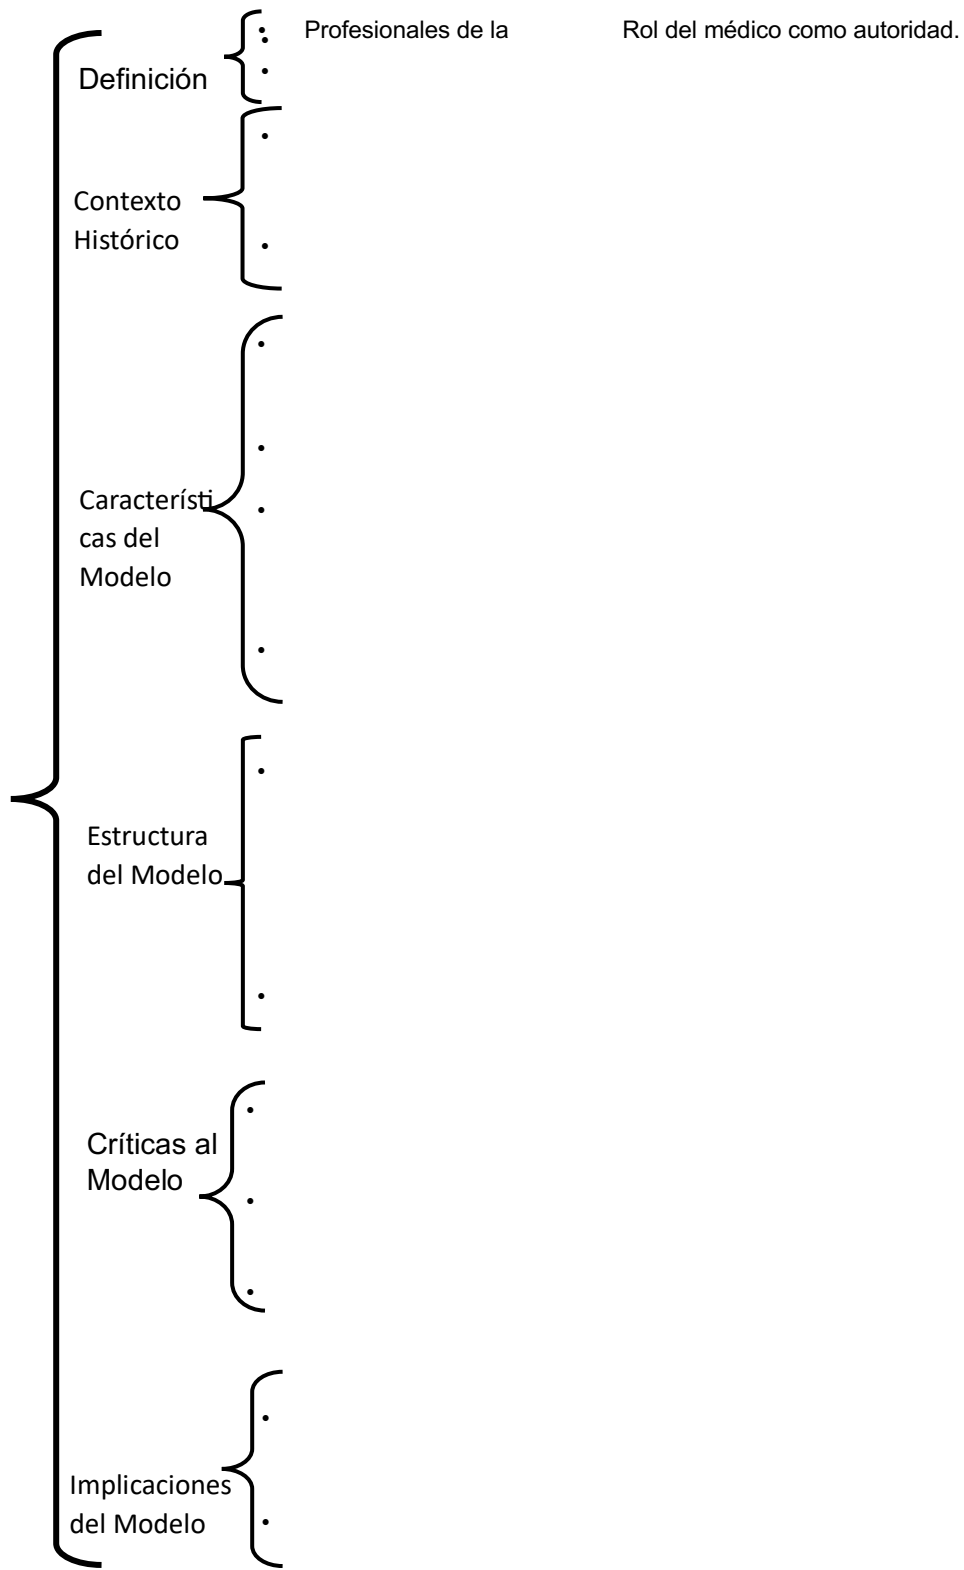 Profesionales de la Rol del médico como autoridad.
Definición
Contexto
Histórico
Característi
cas del
Modelo
Estructura
del Modelo
Críticas al
Modelo
Implicaciones
del Modelo